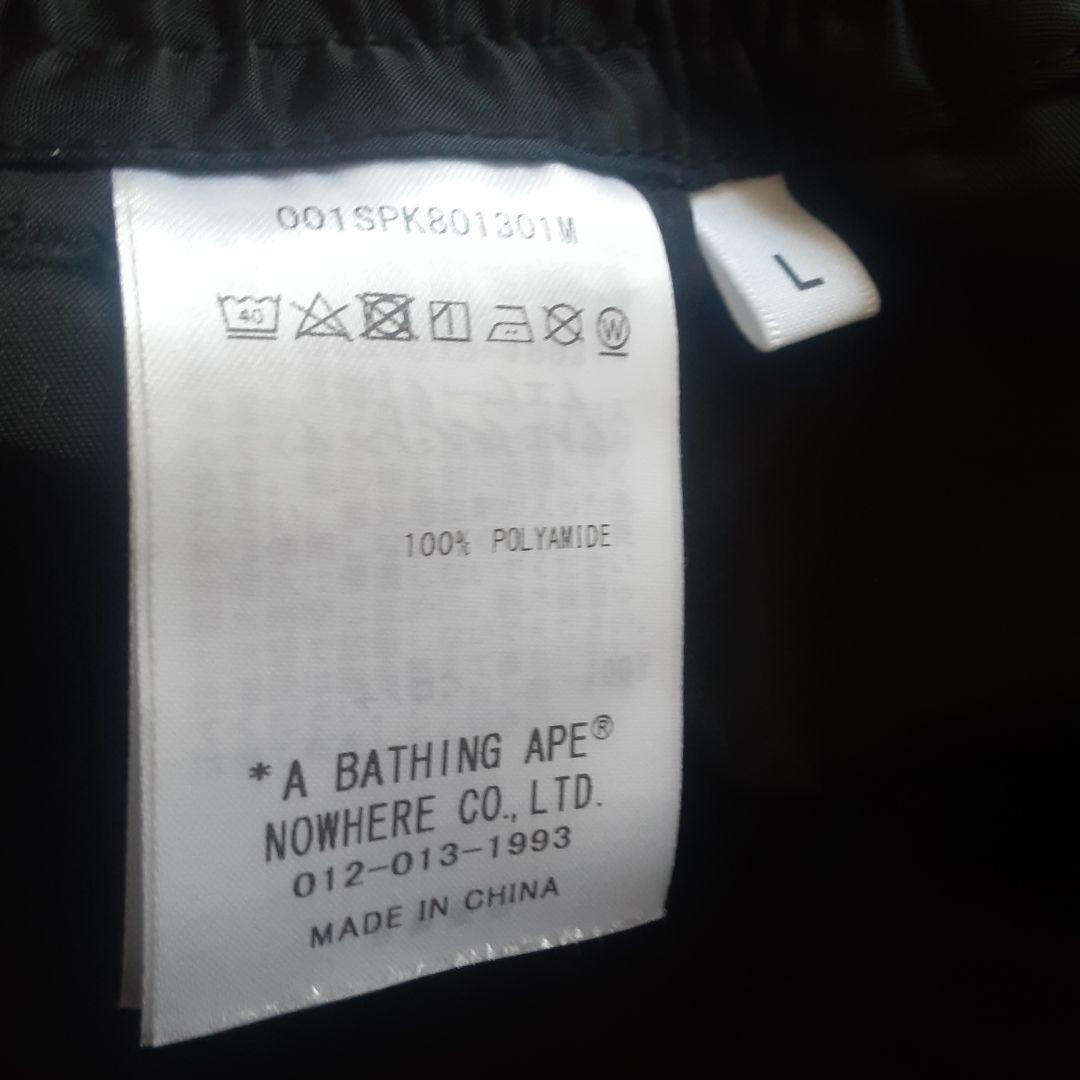 001SPK801301M
L
40
W
100% POLYAMIDE
*A BATHING APE®
NOWHERE CO., LTD.
012-013-1993
MADE IN CHINA